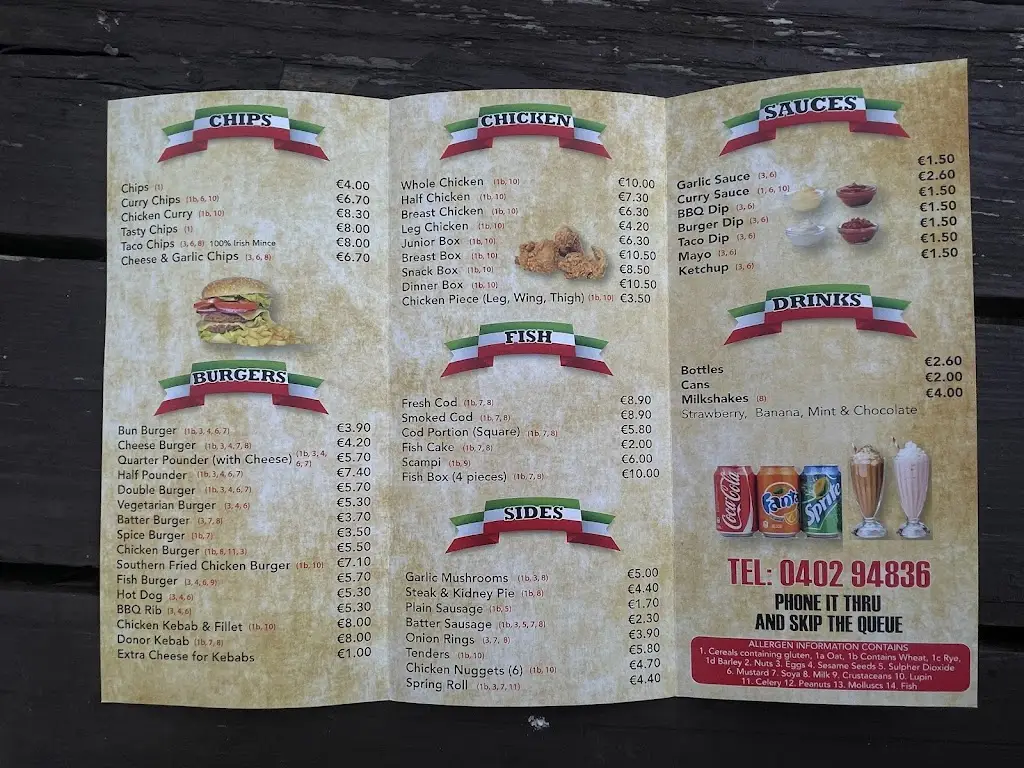 CHIPS
Chips (1) €4.00
Curry Chips (1b, 6, 10) €6.70
Chicken Curry (1b, 10) €8.30
Tasty Chips (1) €8.00
Taco Chips (3, 6, 8) 100% Irish Mince €8.00
Cheese & Garlic Chips (3, 6, 8) €6.70
BURGERS
Bun Burger (1b, 3, 4, 6, 7) €3.90
Cheese Burger (1b, 3, 4, 7, 8) €4.20
Quarter Pounder (with Cheese) (1b, 3, 4, 6, 7) €5.70
Half Pounder (1b, 3, 4, 6, 7) €7.40
Double Burger (1b, 3, 4, 6, 7) €5.70
Vegetarian Burger (3, 4, 6) €5.30
Batter Burger (3, 7, 8) €3.70
Spice Burger (1b, 7) €3.50
Chicken Burger (1b, 8, 11, 3) €5.50
Southern Fried Chicken Burger (1b, 10) €7.10
Fish Burger (3, 4, 6, 9) €5.70
Hot Dog (3, 4, 6) €5.30
BBQ Rib (3, 4, 6) €5.30
Chicken Kebab & Fillet (1b, 10) €8.00
Donor Kebab (1b, 7, 8) €8.00
Extra Cheese for Kebabs €1.00
CHICKEN
Whole Chicken (1b, 10) €10.00
Half Chicken (1b, 10) €7.30
Breast Chicken (1b, 10) €6.30
Leg Chicken (1b, 10) €4.20
Junior Box (1b, 10) €6.30
Breast Box (1b, 10) €10.50
Snack Box (1b, 10) €8.50
Dinner Box (1b, 10) €10.50
Chicken Piece (Leg, Wing, Thigh) (1b, 10) €3.50
FISH
Fresh Cod (1b, 7, 8) €8.90
Smoked Cod (1b, 7, 8) €8.90
Cod Portion (Square) (1b, 7, 8) €5.80
Fish Cake (1b, 7, 8) €2.00
Scampi (1b, 9) €6.00
Fish Box (4 pieces) (1b, 7, 8) €10.00
SIDES
Garlic Mushrooms (1b, 3, 8) €5.00
Steak & Kidney Pie (1b, 8) €4.40
Plain Sausage (1b, 5) €1.70
Batter Sausage (1b, 3, 5, 7, 8) €2.30
Onion Rings (3, 7, 8) €3.90
Tenders (1b, 10) €5.80
Chicken Nuggets (6) (1b, 10) €4.70
Spring Roll (1b, 3, 7, 11) €4.40
SAUCES
Garlic Sauce (3, 6) €1.50
Curry Sauce (1, 6, 10) €2.60
BBQ Dip (3, 6) €1.50
Burger Dip (3, 6) €1.50
Taco Dip (3, 6) €1.50
Mayo (3, 6) €1.50
Ketchup (3, 6) €1.50
DRINKS
Bottles €2.60
Cans €2.00
Milkshakes (8) €4.00
Strawberry, Banana, Mint & Chocolate
Coca-Cola
Fanta
Sprite
TEL: 0402 94836
PHONE IT THRU
AND SKIP THE QUEUE
ALLERGEN INFORMATION CONTAINS
1. Cereals containing gluten, 1a Oat, 1b Contains Wheat, 1c Rye,
1d Barley 2. Nuts 3. Eggs 4. Sesame Seeds 5. Sulpher Dioxide
6. Mustard 7. Soya 8. Milk 9. Crustaceans 10. Lupin
11. Celery 12. Peanuts 13. Molluscs 14. Fish